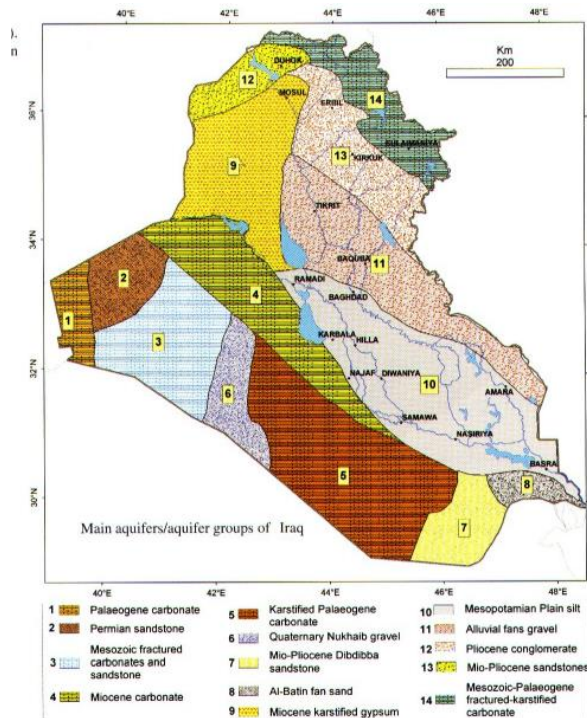 ).
n
40°E 42°E 44°E 46°E 48°E
Km
200
DUHOK
12
MOSUL
ERBIL
14
36°N 36°N
SULAIMANIYA
13
KIRKUK
9
TIKRIT
34°N 34°N
BAQUBA
11
2
RAMADI
4
BAGHDAD
1
3
KARBALA
HILLA
32°N 32°N
NAJAF
DIWANIYA
10
AMARA
6
SAMAWA
NASIRIYA
BASRA
5
8
30°N 30°N
7
Main aquifers/aquifer groups of Iraq
40°E 42°E 44°E 46°E 48°E
1 Palaeogene carbonate
2 Permian sandstone
3 Mesozoic fractured
carbonates and
sandstone
4 Miocene carbonate
5 Karstified Palaeogene
carbonate
6 Quaternary Nukhaib gravel
7 Mio-Pliocene Dibdibba
sandstone
8 Al-Batin fan sand
9 Miocene karstified gypsum
10 Mesopotamian Plain silt
11 Alluvial fans gravel
12 Pliocene conglomerate
13 Mio-Pliocene sandstones
14 Mesozoic-Palaeogene
fractured-karstified
carbonate